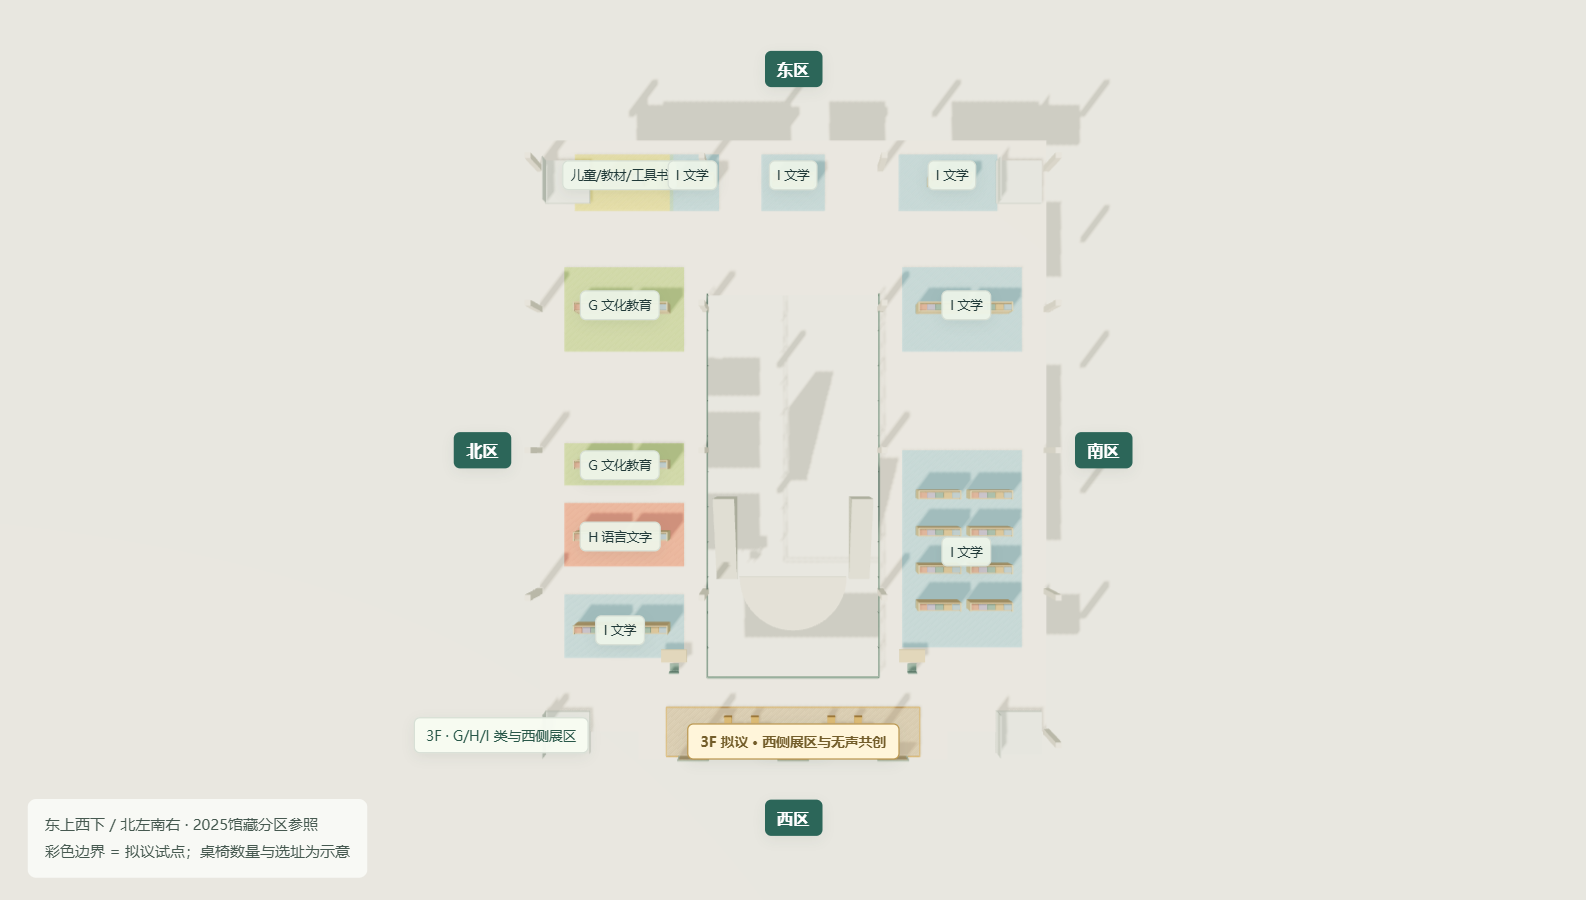 东区
儿童/教材/工具书
I 文学
I 文学
I 文学
G 文化教育
I 文学
北区
南区
G 文化教育
H 语言文字
I 文学
I 文学
3F · G/H/I 类与西侧展区
3F 拟议 • 西侧展区与无声共创
西区
东上西下 / 北左南右 · 2025馆藏分区参照
彩色边界 = 拟议试点；桌椅数量与选址为示意